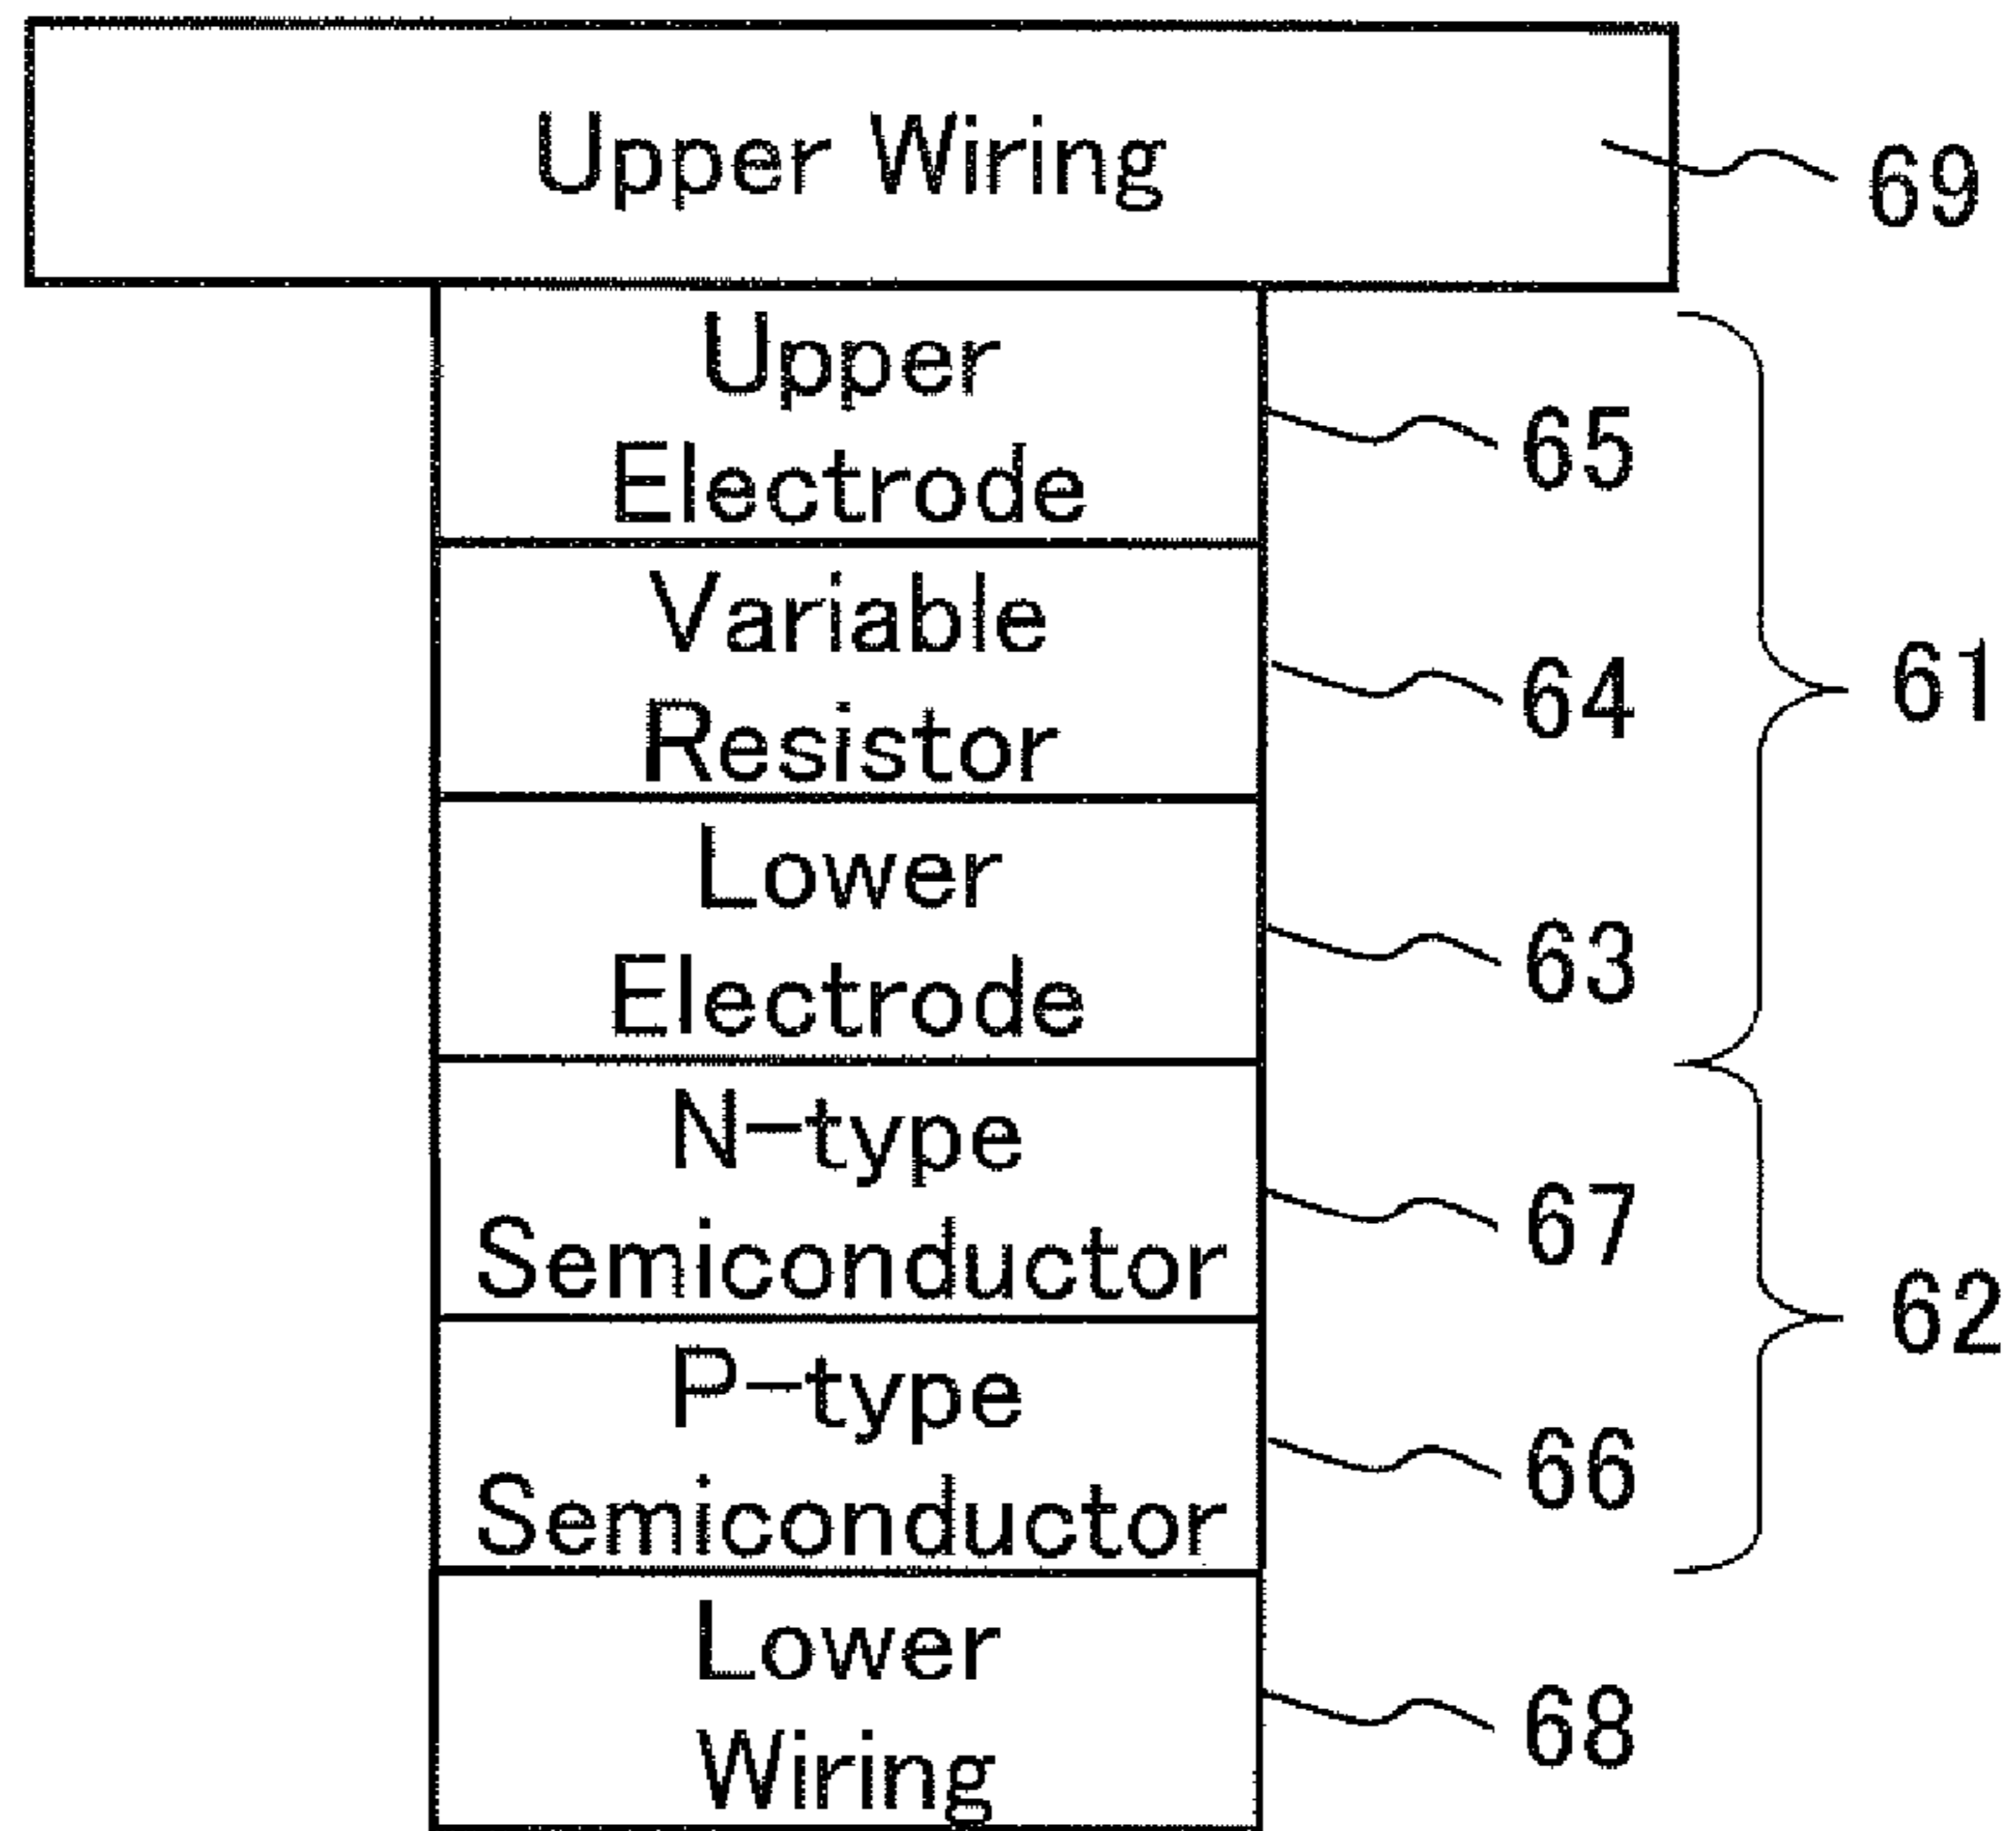 Upper Wiring
69
Upper
Electrode
65
Variable
Resistor
64
61
Lower
Electrode
63
N-type
Semiconductor
67
62
P-type
Semiconductor
66
Lower
Wiring
68